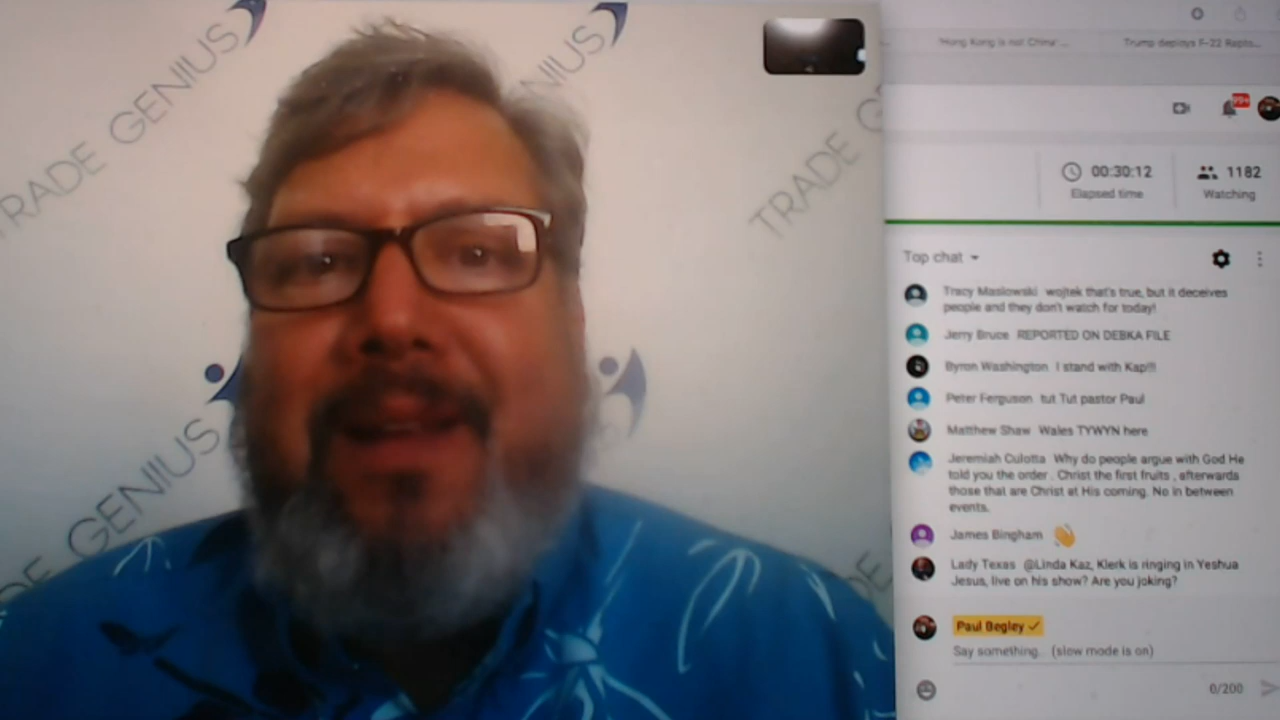 TRADE GENIUS
NIUS
TRADE G
TRADE GENIUS
DE GENIUS
DE
'Hong Kong is not China'...
Trump deploys F-22 Rapto...
99+
00:30:12
Elapsed time
1182
Watching
Top chat
Tracy Maslowski wojtek that's true, but it deceives
people and they don't watch for today!
Jerry Bruce REPORTED ON DEBKA FILE
Byron Washington I stand with Kap!!!
Peter Ferguson tut Tut pastor Paul
Matthew Shaw Wales TYWYN here
Jeremiah Culotta Why do people argue with God He
told you the order . Christ the first fruits , afterwards
those that are Christ at His coming. No in between
events.
James Bingham
Lady Texas @Linda Kaz, Klerk is ringing in Yeshua
Jesus, live on his show? Are you joking?
Paul Begley
Say something... (slow mode is on)
0/200